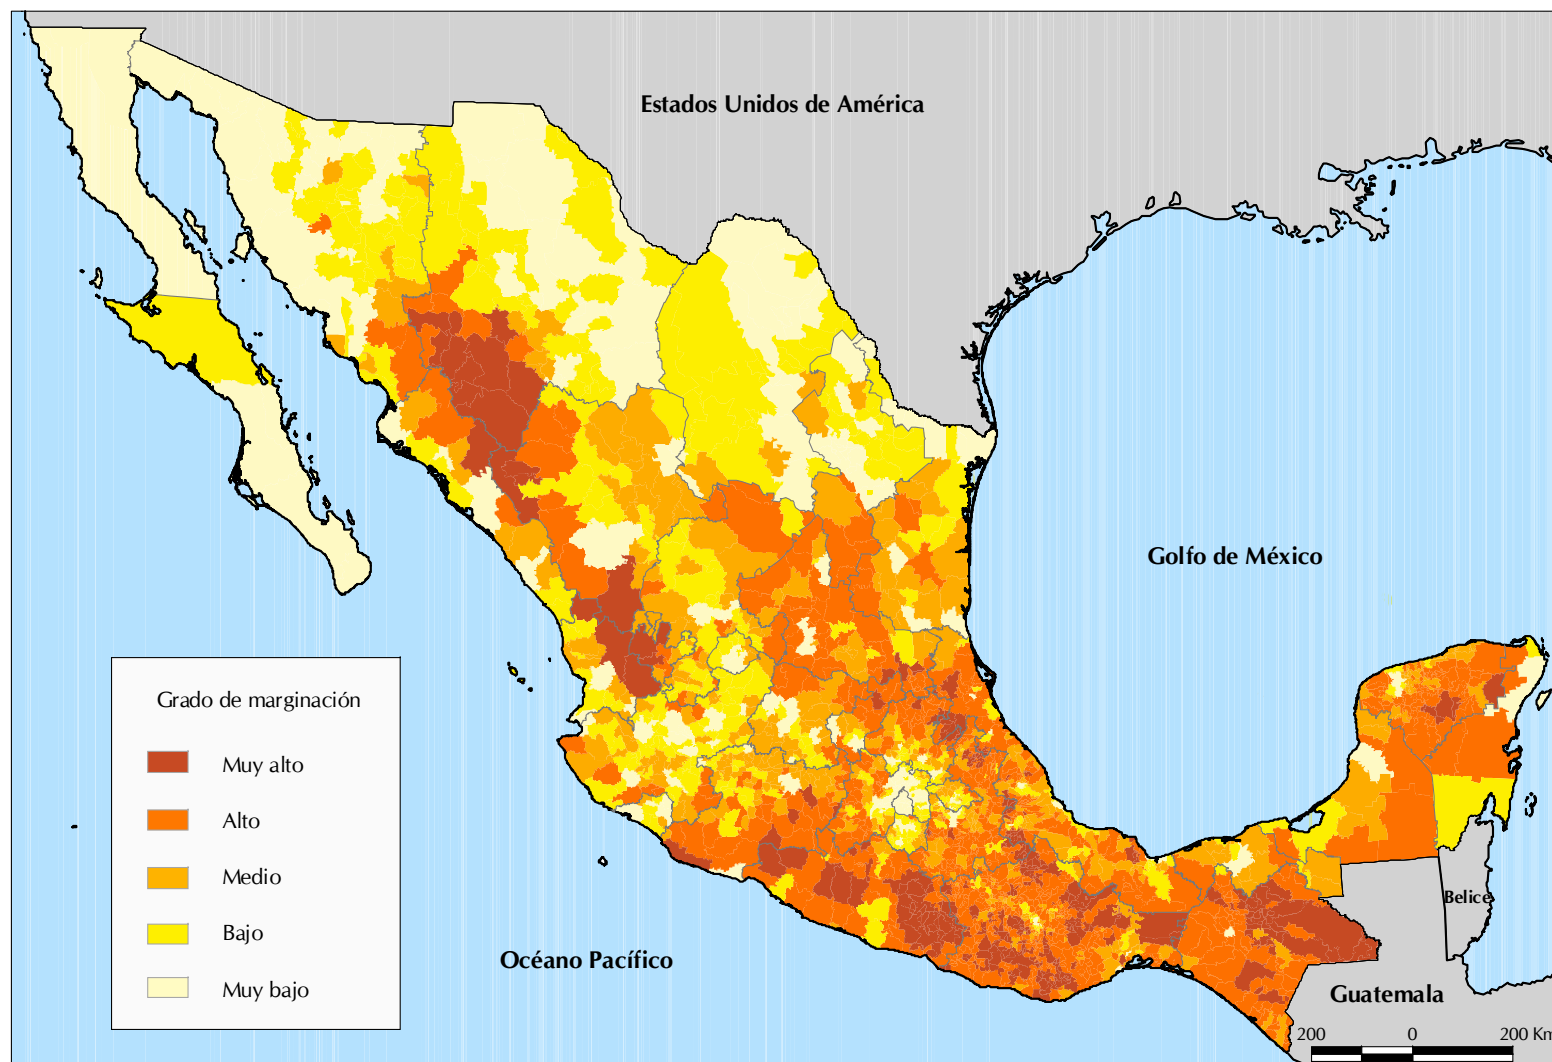 Estados Unidos de América
Golfo de México
Grado de marginación
Muy alto
Alto
Medio
Bajo
Muy bajo
Océano Pacífico
Belice
Guatemala
200 0 200 Km